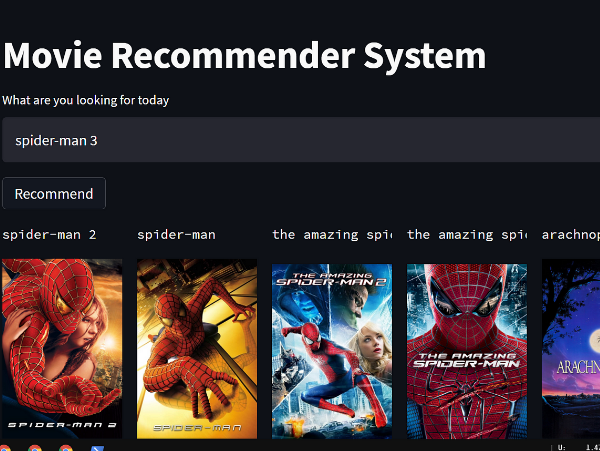 Movie Recommender System
What are you looking for today
spider-man 3
Recommend
spider-man 2
spider-man
the amazing spi
the amazing spi
arachnop
SPIDER-MAN 2
SPIDER-MAN
THE AMAZING
SPIDER-MAN 2
THE AMAZING
SPIDER-MAN
ARACHN
U: 1.42